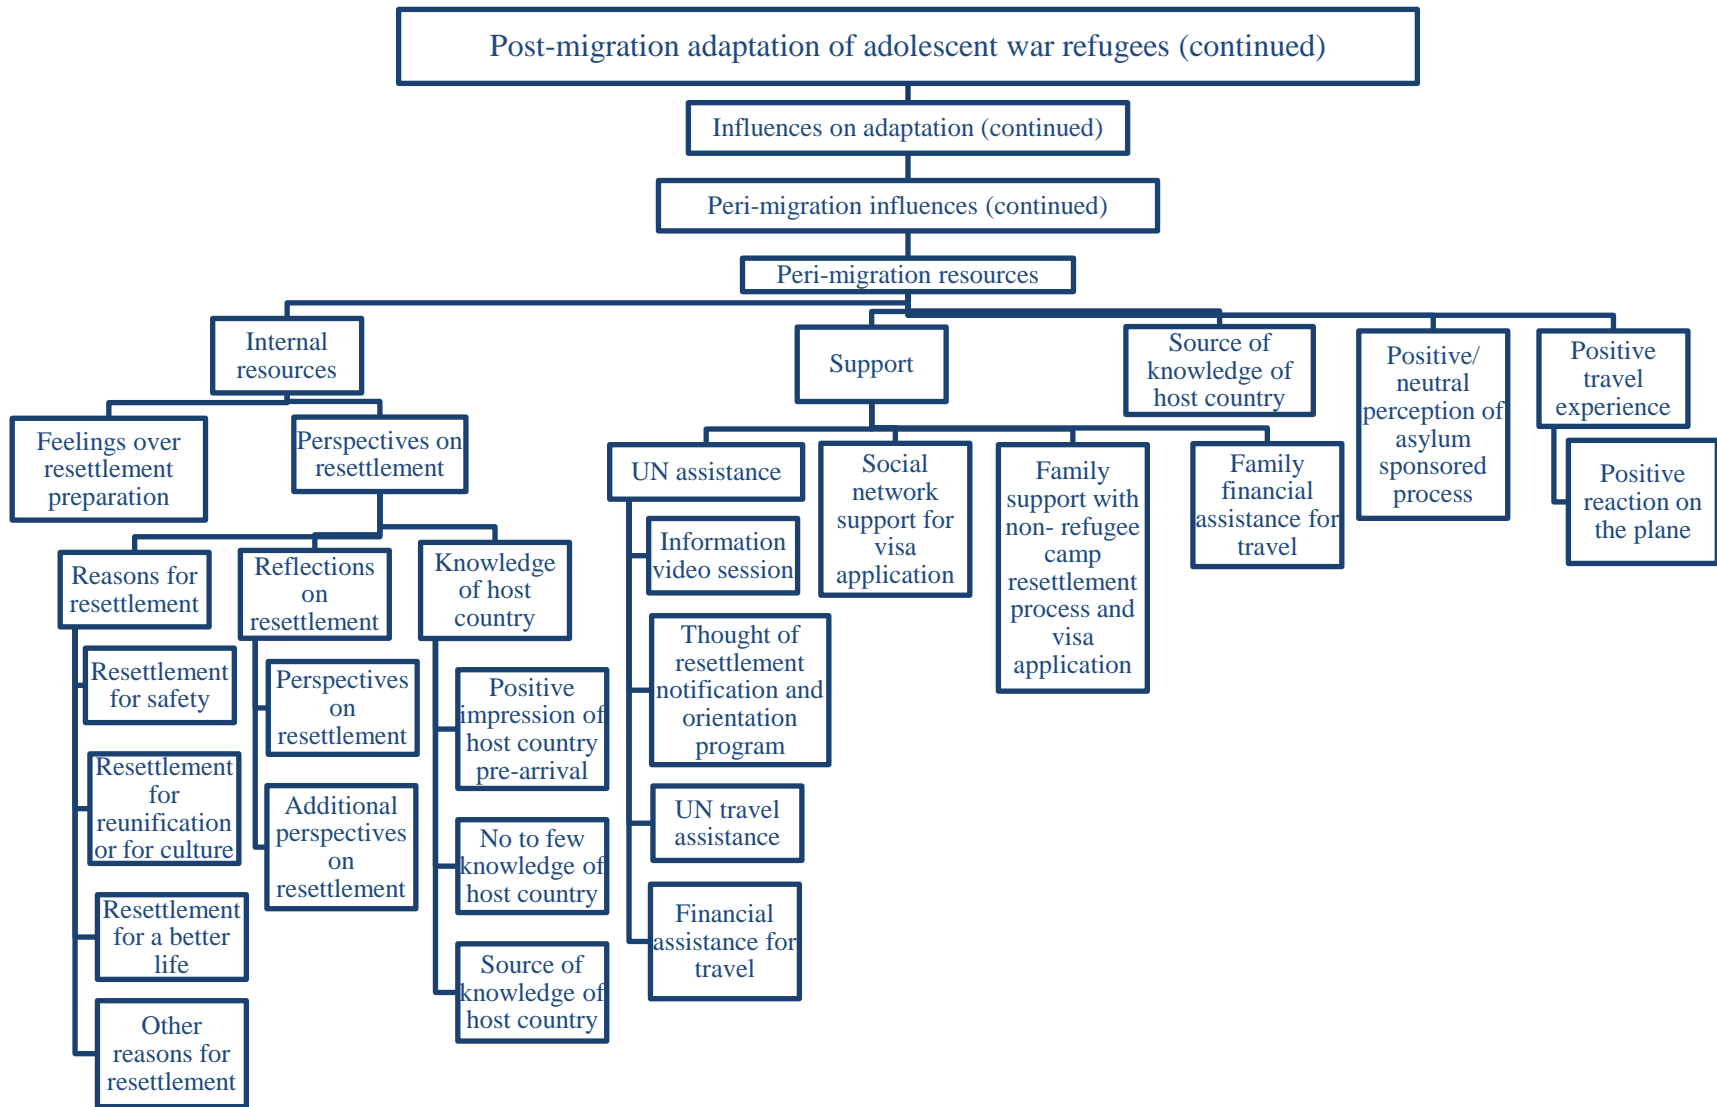 Post-migration adaptation of adolescent war refugees (continued)
Influences on adaptation (continued)
Peri-migration influences (continued)
Peri-migration resources
Internal
resources
Support
Source of
knowledge of
host country
Positive/
neutral
perception of
asylum
sponsored
process
Positive
travel
experience
Positive
reaction on
the plane
Feelings over
resettlement
preparation
Perspectives on
resettlement
Reasons for
resettlement
Resettlement
for safety
Resettlement
for
reunification
or for culture
Resettlement
for a better
life
Other
reasons for
resettlement
Reflections
on
resettlement
Perspectives
on
resettlement
Additional
perspectives
on
resettlement
Knowledge
of host
country
Positive
impression of
host country
pre-arrival
No to few
knowledge of
host country
Source of
knowledge of
host country
UN assistance
Information
video session
Thought of
resettlement
notification and
orientation
program
UN travel
assistance
Financial
assistance for
travel
Social
network
support for
visa
application
Family
support with
non- refugee
camp
resettlement
process and
visa
application
Family
financial
assistance for
travel